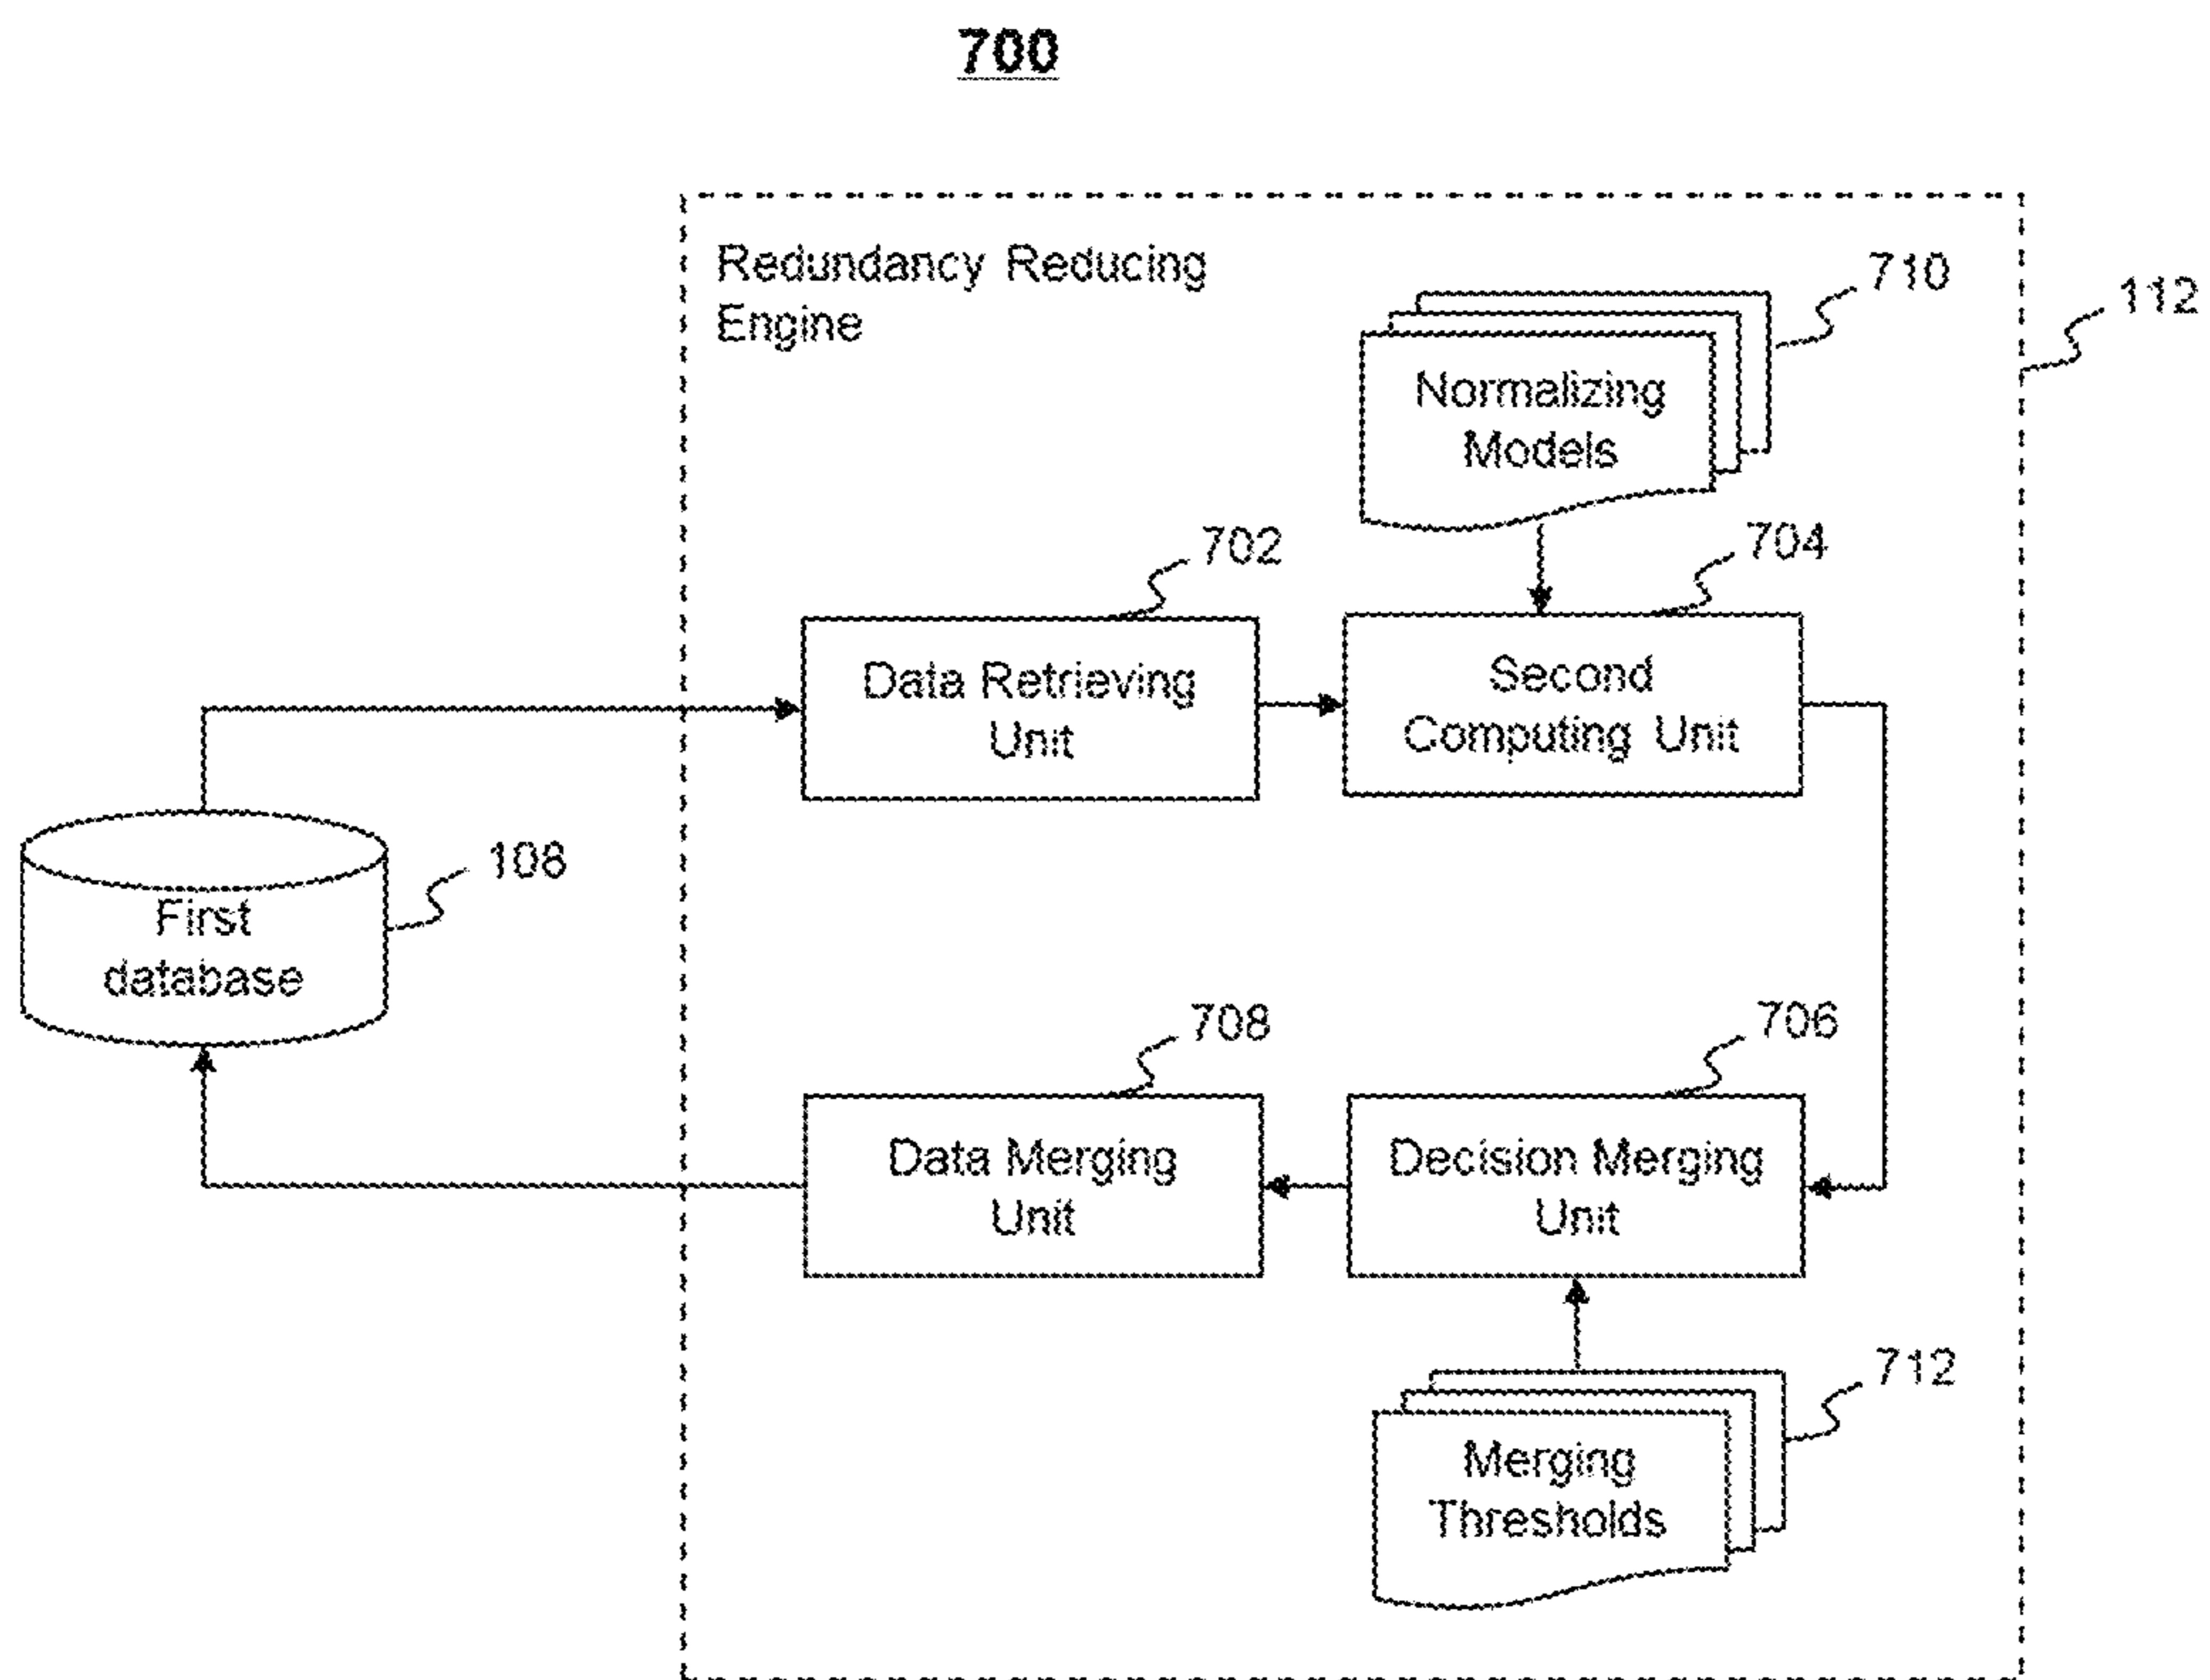 700
Redundancy Reducing
Engine
710
112
Normalizing
Models
702
704
Data Retrieving
Unit
Second
Computing Unit
108
First
database
708
706
Data Merging
Unit
Decision Merging
Unit
712
Merging
Thresholds